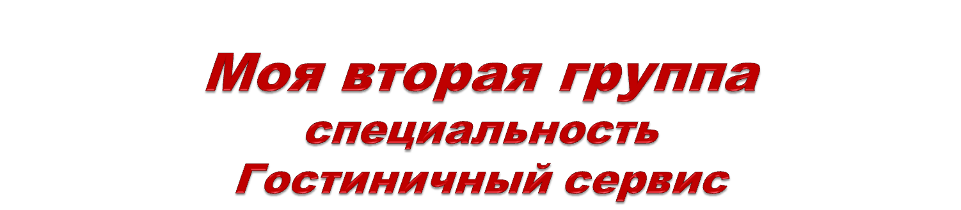 Моя вторая группа
специальность
Гостиничный сервис